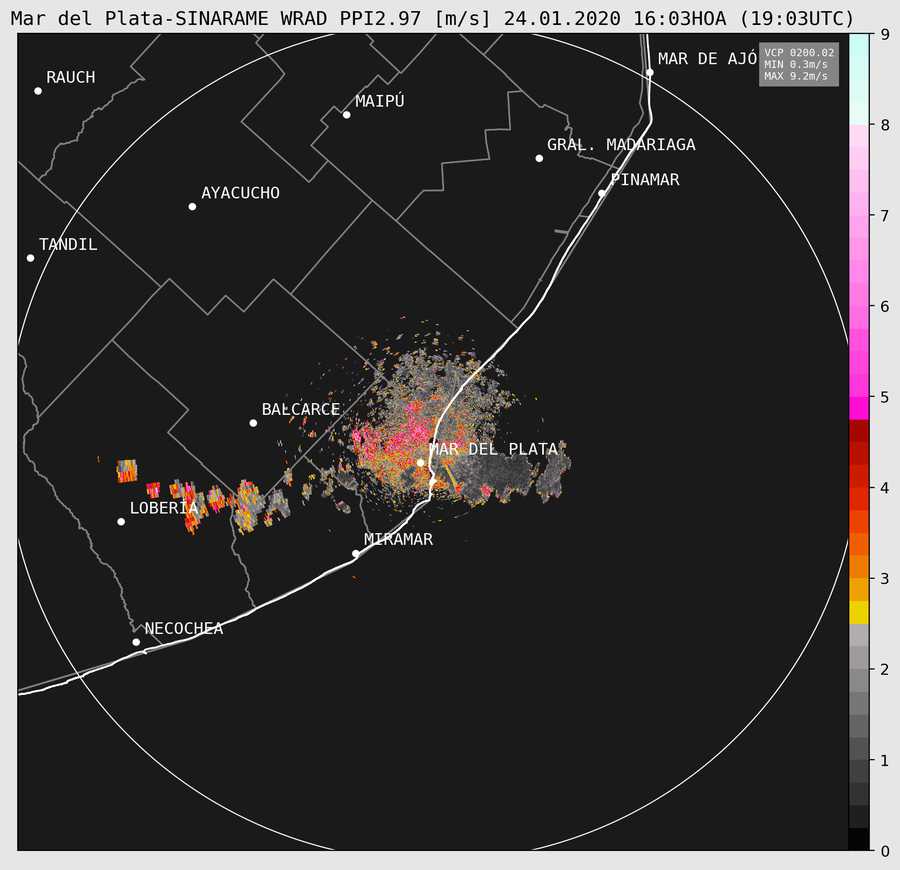 Mar del Plata-SINARAME WRAD PPI2.97 [m/s] 24.01.2020 16:03HOA (19:03UTC)
VCP 0200.02
MIN 0.3m/s
MAX 9.2m/s
MAR DE AJÓ
RAUCH
MAIPÚ
GRAL. MADARIAGA
PINAMAR
AYACUCHO
TANDIL
BALCARCE
MAR DEL PLATA
LOBERÍA
MIRAMAR
NECOCHEA
9
8
7
6
5
4
3
2
1
0